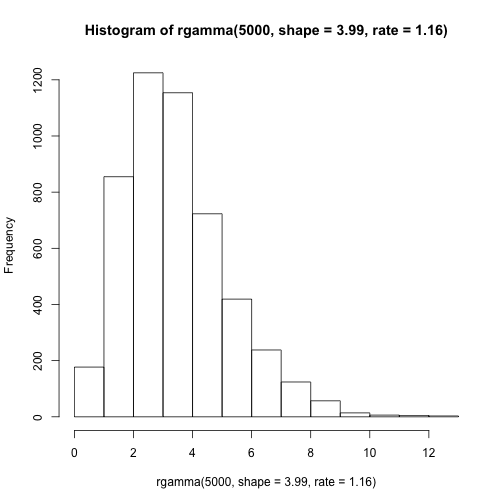 Histogram of rgamma(5000, shape = 3.99, rate = 1.16)
Frequency
1200
1000
800
600
400
200
0
0 2 4 6 8 10 12
rgamma(5000, shape = 3.99, rate = 1.16)